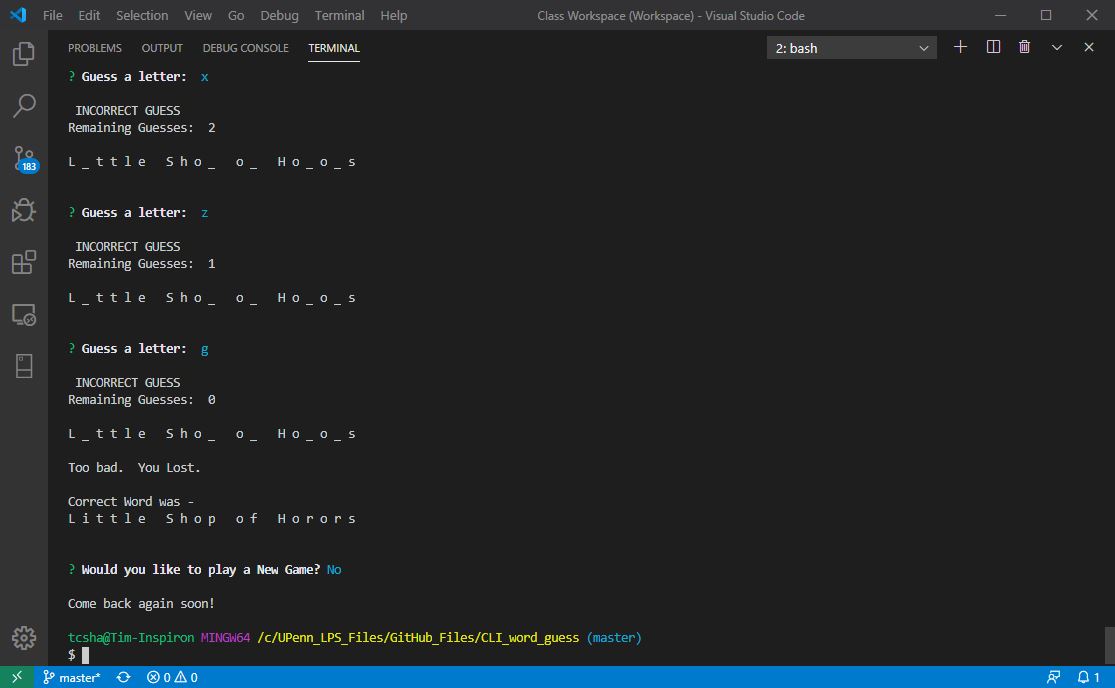 File Edit Selection View Go Debug Terminal Help Class Workspace (Workspace) - Visual Studio Code
PROBLEMS OUTPUT DEBUG CONSOLE TERMINAL 2: bash
? Guess a letter: x
INCORRECT GUESS
Remaining Guesses: 2
L _ t t l e S h o _ o _ H o _ o _ s
? Guess a letter: z
INCORRECT GUESS
Remaining Guesses: 1
L _ t t l e S h o _ o _ H o _ o _ s
? Guess a letter: g
INCORRECT GUESS
Remaining Guesses: 0
L _ t t l e S h o _ o _ H o _ o _ s
Too bad. You Lost.
Correct Word was -
L i t t l e S h o p o f H o r o r s
? Would you like to play a New Game? No
Come back again soon!
tcsha@Tim-Inspiron MINGW64 /c/UPenn_LPS_Files/GitHub_Files/CLI_word_guess (master)
$
183
master* 0 0 1